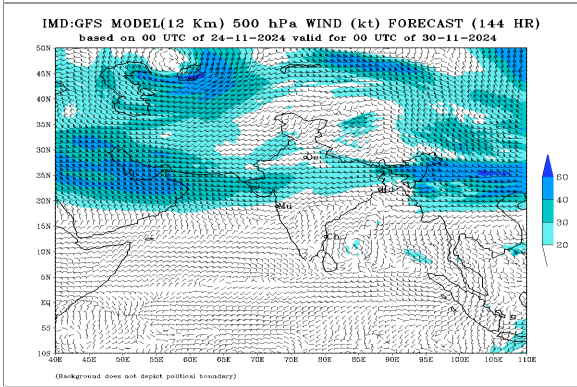 IMD:GFS MODEL(12 Km) 500 hPa WIND (kt) FORECAST (144 HR)
based on 00 UTC of 24-11-2024 valid for 00 UTC of 30-11-2024
50N
45N
40N
35N
30N
25N
20N
15N
10N
5N
EQ
5S
10S
40E 45E 50E 55E 60E 65E 70E 75E 80E 85E 90E 95E 100E 105E 110E
Mu
60
40
30
20
(Background does not depict political boundary)